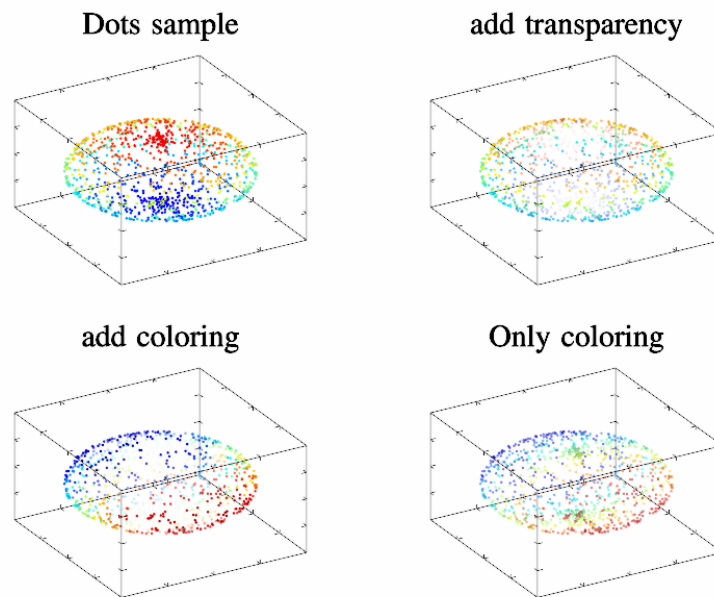 Dots sample
add transparency
add coloring
Only coloring